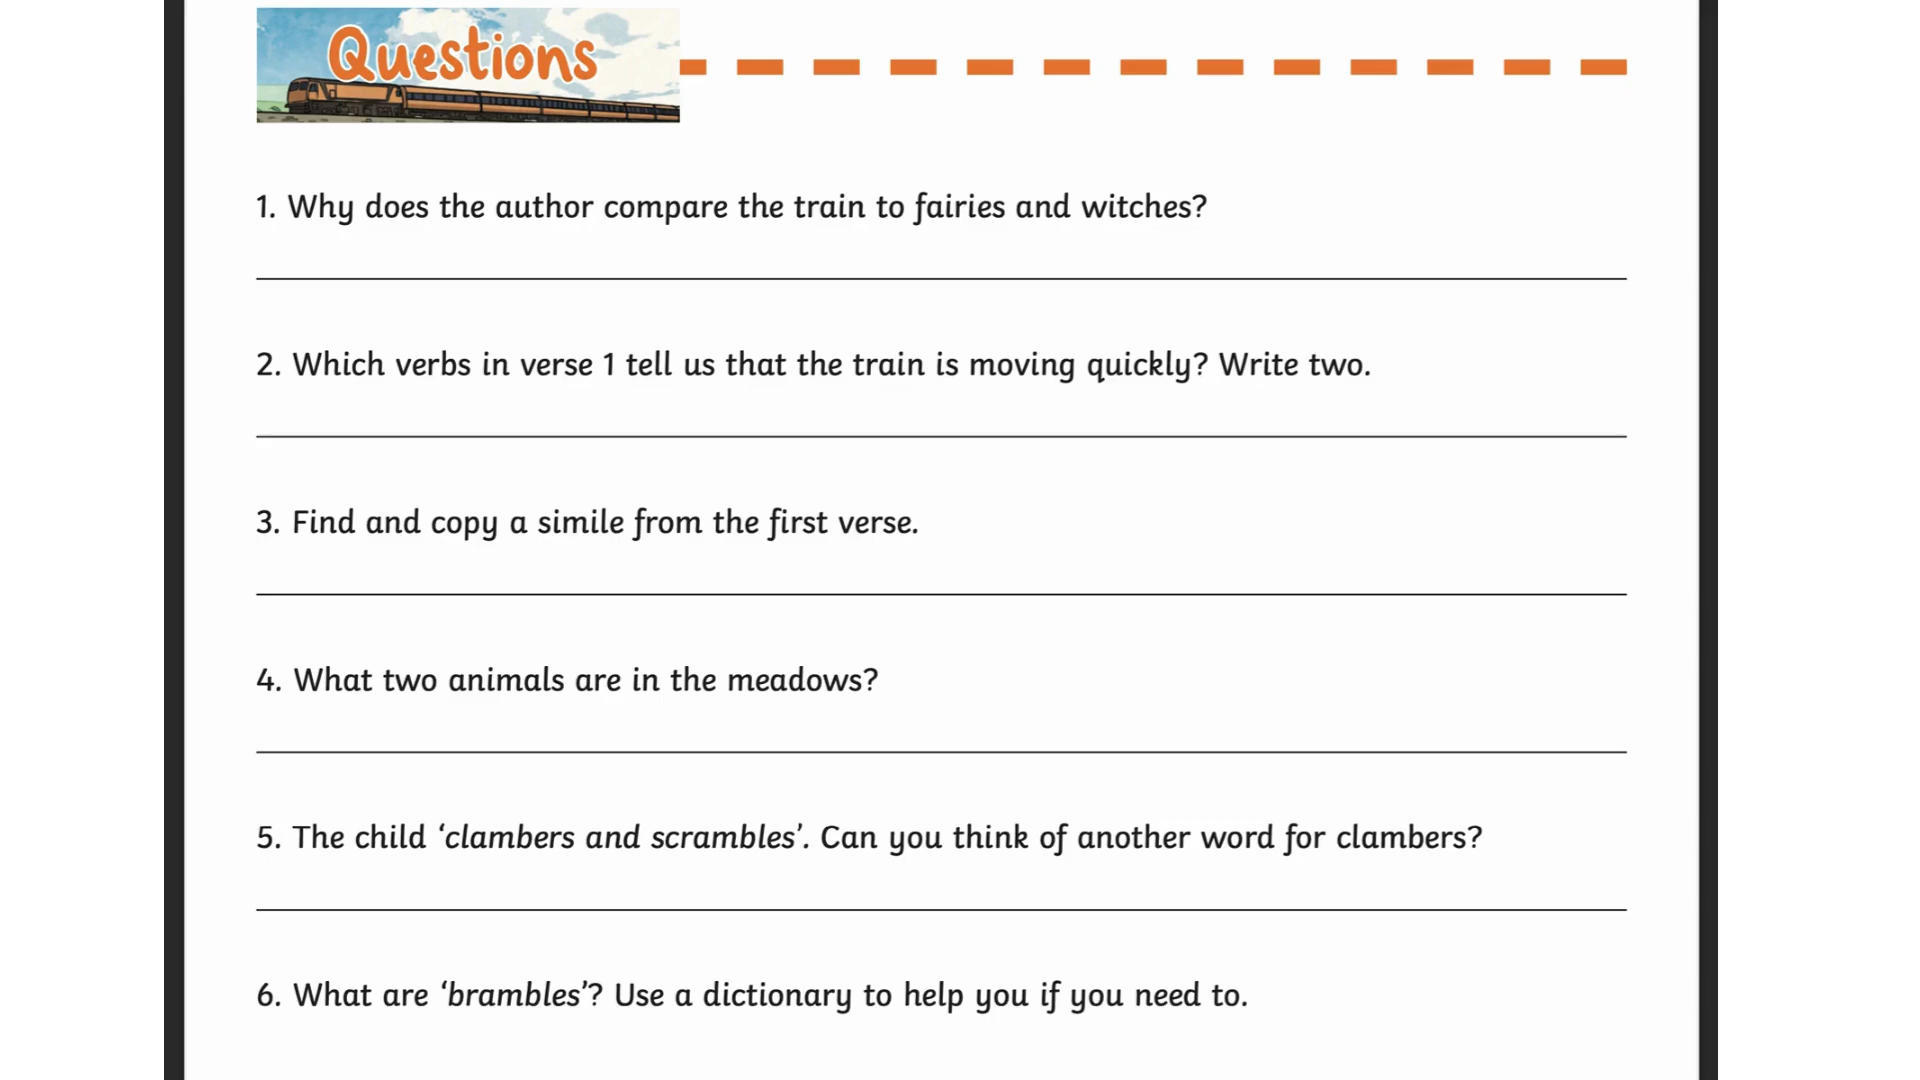 Questions
1. Why does the author compare the train to fairies and witches?
2. Which verbs in verse 1 tell us that the train is moving quickly? Write two.
3. Find and copy a simile from the first verse.
4. What two animals are in the meadows?
5. The child ‘clambers and scrambles’. Can you think of another word for clambers?
6. What are ‘brambles’? Use a dictionary to help you if you need to.